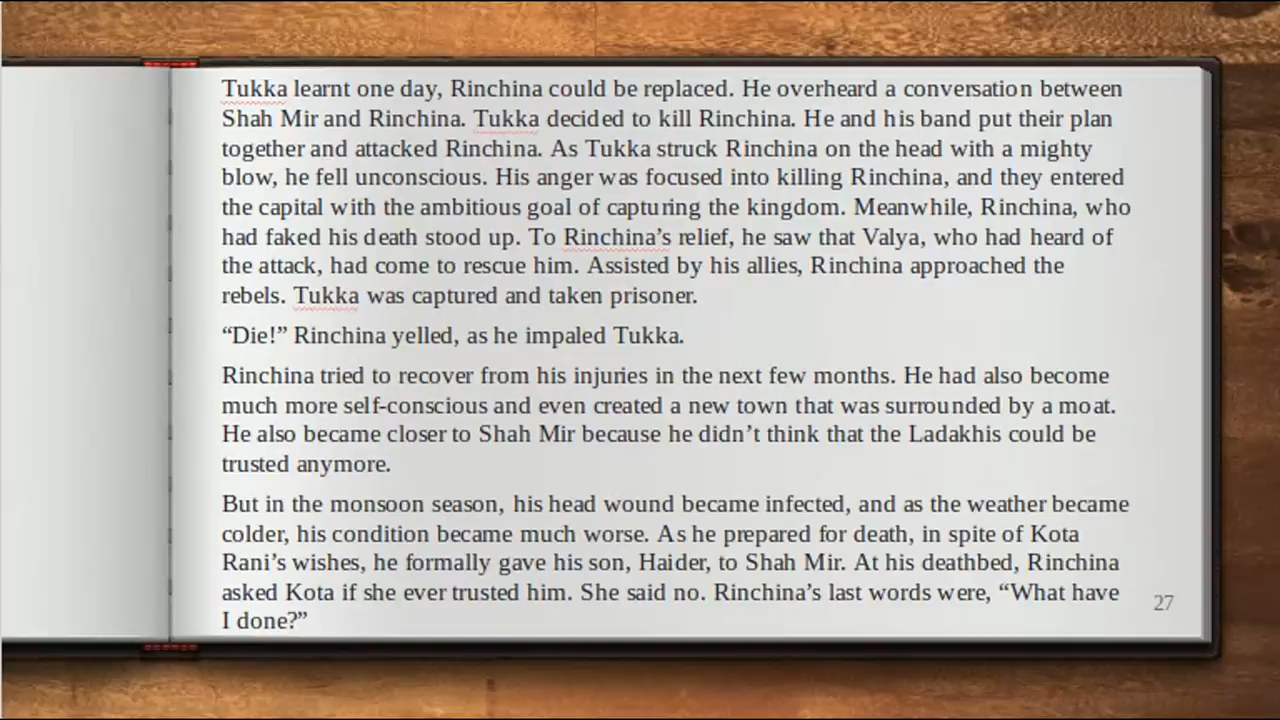 Tukka learnt one day, Rinchina could be replaced. He overheard a conversation between
Shah Mir and Rinchina. Tukka decided to kill Rinchina. He and his band put their plan
together and attacked Rinchina. As Tukka struck Rinchina on the head with a mighty
blow, he fell unconscious. His anger was focused into killing Rinchina, and they entered
the capital with the ambitious goal of capturing the kingdom. Meanwhile, Rinchina, who
had faked his death stood up. To Rinchina’s relief, he saw that Valya, who had heard of
the attack, had come to rescue him. Assisted by his allies, Rinchina approached the
rebels. Tukka was captured and taken prisoner.
“Die!” Rinchina yelled, as he impaled Tukka.
Rinchina tried to recover from his injuries in the next few months. He had also become
much more self-conscious and even created a new town that was surrounded by a moat.
He also became closer to Shah Mir because he didn’t think that the Ladakhis could be
trusted anymore.
But in the monsoon season, his head wound became infected, and as the weather became
colder, his condition became much worse. As he prepared for death, in spite of Kota
Rani’s wishes, he formally gave his son, Haider, to Shah Mir. At his deathbed, Rinchina
asked Kota if she ever trusted him. She said no. Rinchina’s last words were, “What have
I done?”
27